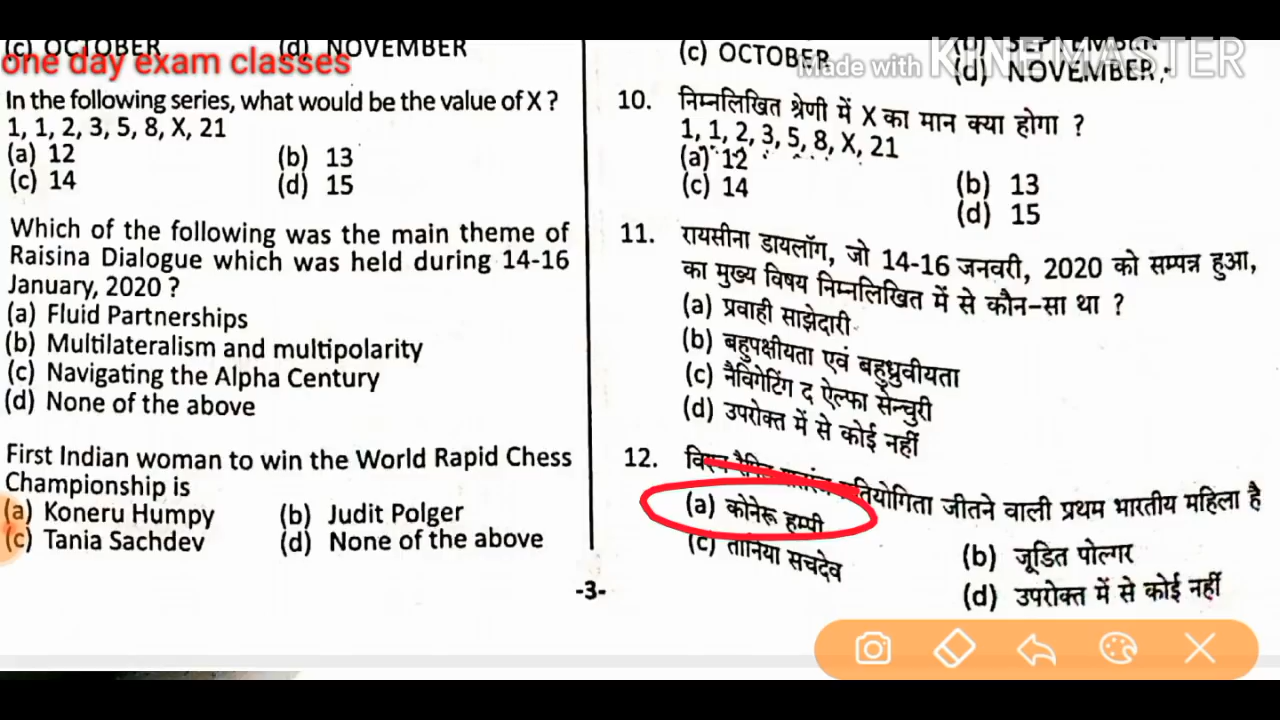 (c) OCTOBER (d) NOVEMBER
one day exam classes
In the following series, what would be the value of X ?
1, 1, 2, 3, 5, 8, X, 21
(a) 12 (b) 13
(c) 14 (d) 15
Which of the following was the main theme of
Raisina Dialogue which was held during 14-16
January, 2020 ?
(a) Fluid Partnerships
(b) Multilateralism and multipolarity
(c) Navigating the Alpha Century
(d) None of the above
First Indian woman to win the World Rapid Chess
Championship is
(a) Koneru Humpy (b) Judit Polger
(c) Tania Sachdev (d) None of the above
(c) OCTOBER (d) NOVEMBER
Made with KINEMASTER
10. निम्नलिखित श्रेणी में X का मान क्या होगा ?
1, 1, 2, 3, 5, 8, X, 21
(a) 12 (b) 13
(c) 14 (d) 15
11. रायसीना डायलॉग, जो 14-16 जनवरी, 2020 को सम्पन्न हुआ,
का मुख्य विषय निम्नलिखित में से कौन-सा था ?
(a) प्रवाही साझेदारी
(b) बहुपक्षीयता एवं बहुध्रुवीयता
(c) नैविगेटिंग द ऐल्फा सेन्चुरी
(d) उपरोक्त में से कोई नहीं
12. जीतने वाली प्रथम भारतीय महिला है
(a) कोनेरू हम्पी (b) जूडित पोल्गर
(c) तानिया सचदेव (d) उपरोक्त में से कोई नहीं
-3-